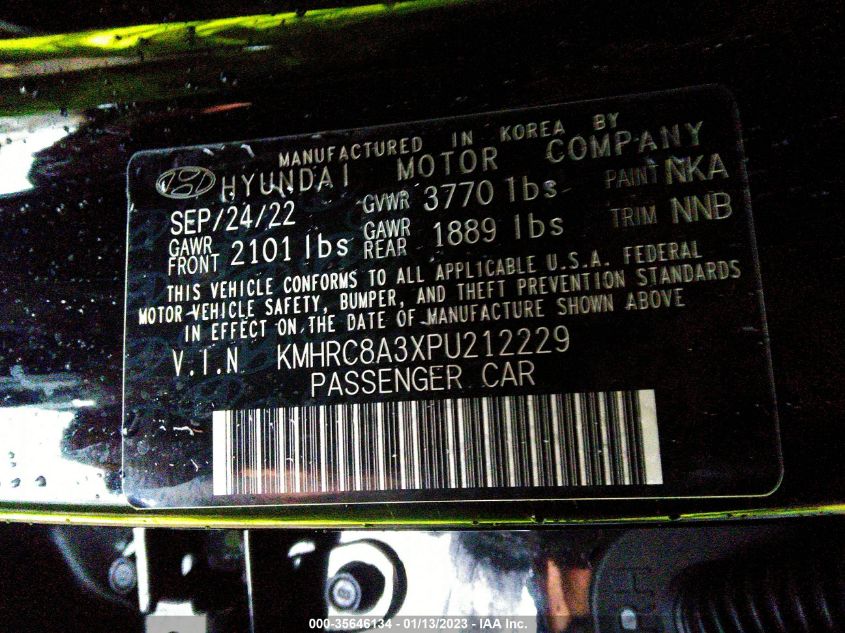 MANUFACTURED IN KOREA BY
HYUNDAI MOTOR COMPANY
SEP/24/22 GVWR 3770 lbs PAINT NKA
GAWR FRONT 2101 lbs GAWR REAR 1889 lbs TRIM NNB
THIS VEHICLE CONFORMS TO ALL APPLICABLE U.S.A. FEDERAL
MOTOR-VEHICLE SAFETY, BUMPER, AND THEFT PREVENTION STANDARDS
IN EFFECT ON THE DATE OF MANUFACTURE SHOWN ABOVE
V.I.N KMHRC8A3XPU212229
PASSENGER CAR
000-35646134 - 01/13/2023 - IAA Inc.